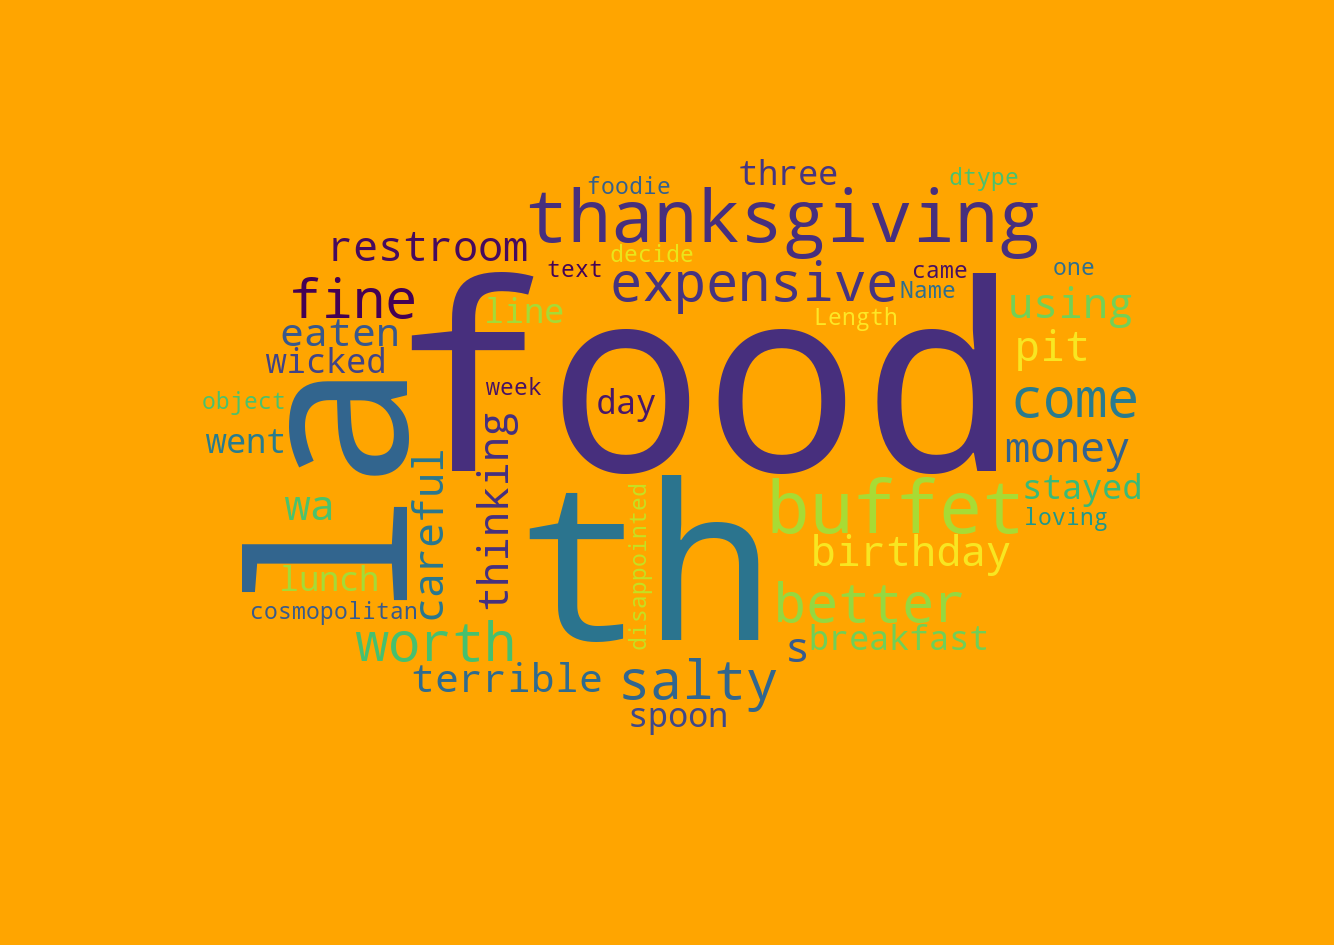 three
dtype
foodie
thanksgiving
restroom
decide
text
expensive
came
one
Name
fine
line
Length
using
eaten
pit
wicked
food
week
day
object
come
went
la
money
careful
thinking
th
disappointed
buffet
stayed
wa
loving
birthday
lunch
better
cosmopolitan
worth
s
breakfast
terrible
salty
spoon